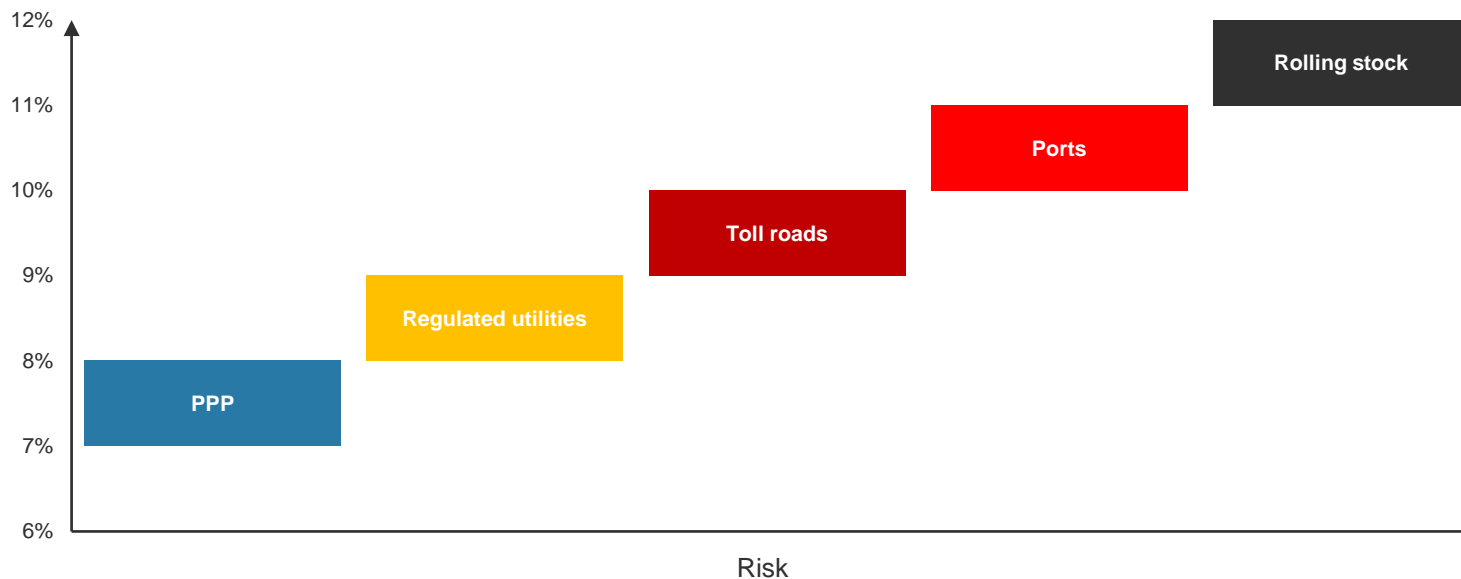 12%
Rolling stock
11%
Ports
10%
Toll roads
9%
Regulated utilities
8%
PPP
7%
6%
Risk